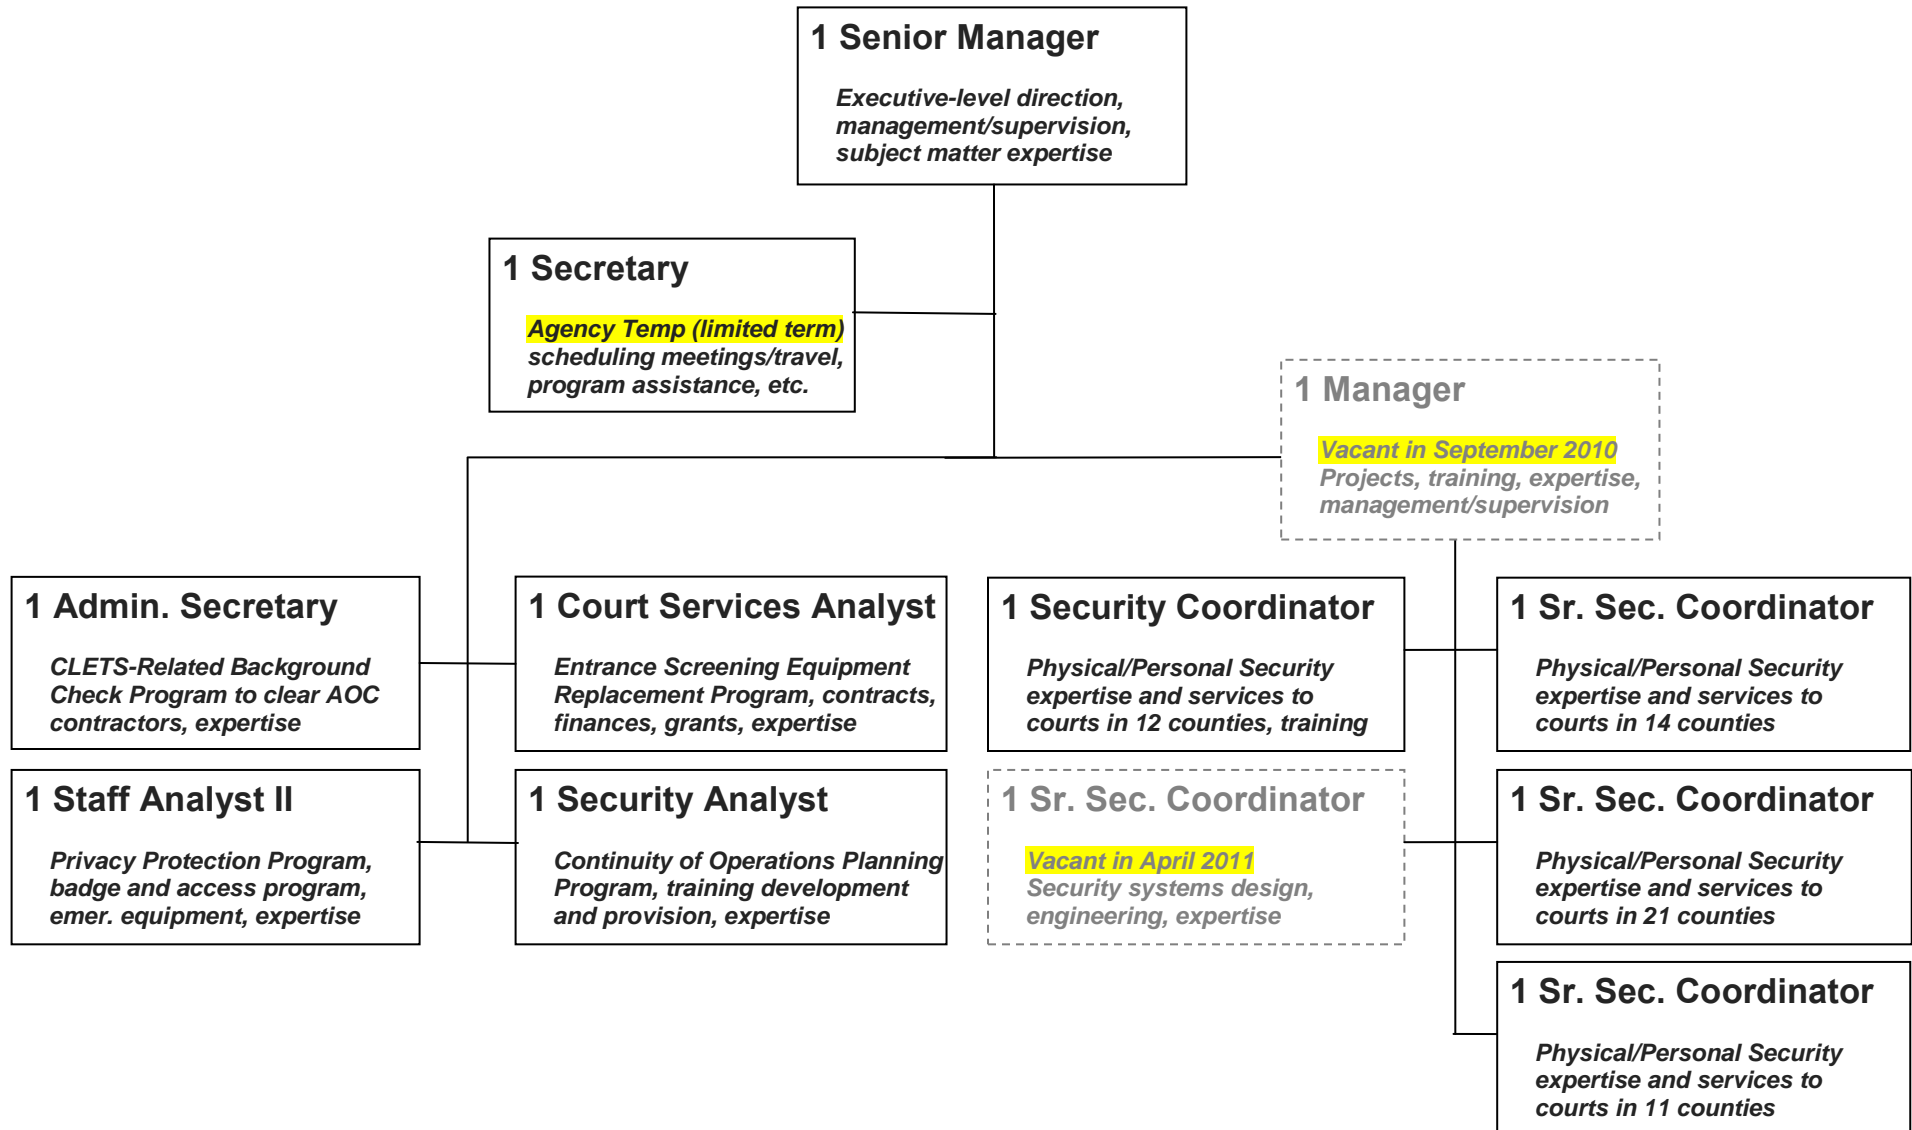 1 Senior Manager
Executive-level direction,
management/supervision,
subject matter expertise
1 Secretary
Agency Temp (limited term)
scheduling meetings/travel,
program assistance, etc.
1 Manager
Vacant in September 2010
Projects, training, expertise,
management/supervision
1 Admin. Secretary
CLETS-Related Background
Check Program to clear AOC
contractors, expertise
1 Court Services Analyst
Entrance Screening Equipment
Replacement Program, contracts,
finances, grants, expertise
1 Security Coordinator
Physical/Personal Security
expertise and services to
courts in 12 counties, training
1 Sr. Sec. Coordinator
Physical/Personal Security
expertise and services to
courts in 14 counties
1 Staff Analyst II
Privacy Protection Program,
badge and access program,
emer. equipment, expertise
1 Security Analyst
Continuity of Operations Planning
Program, training development
and provision, expertise
1 Sr. Sec. Coordinator
Vacant in April 2011
Security systems design,
engineering, expertise
1 Sr. Sec. Coordinator
Physical/Personal Security
expertise and services to
courts in 21 counties
1 Sr. Sec. Coordinator
Physical/Personal Security
expertise and services to
courts in 11 counties